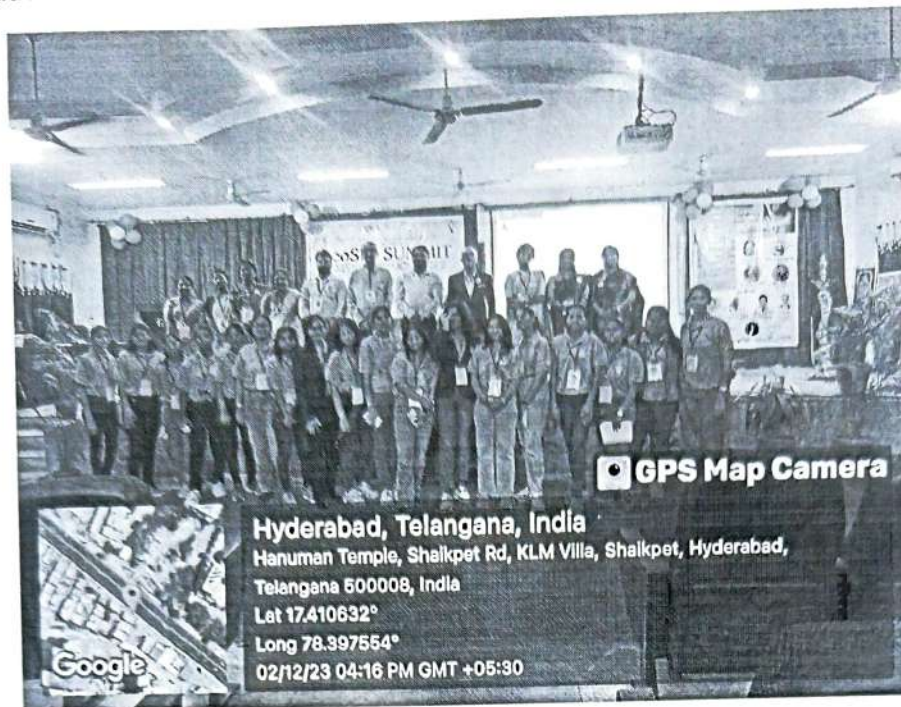 SUMMIT
GPS Map Camera
Hyderabad, Telangana, India
Hanuman Temple, Shaikpet Rd, KLM Villa, Shaikpet, Hyderabad,
Telangana 500008, India
Lat 17.410632°
Long 78.397554°
02/12/23 04:16 PM GMT +05:30
Google